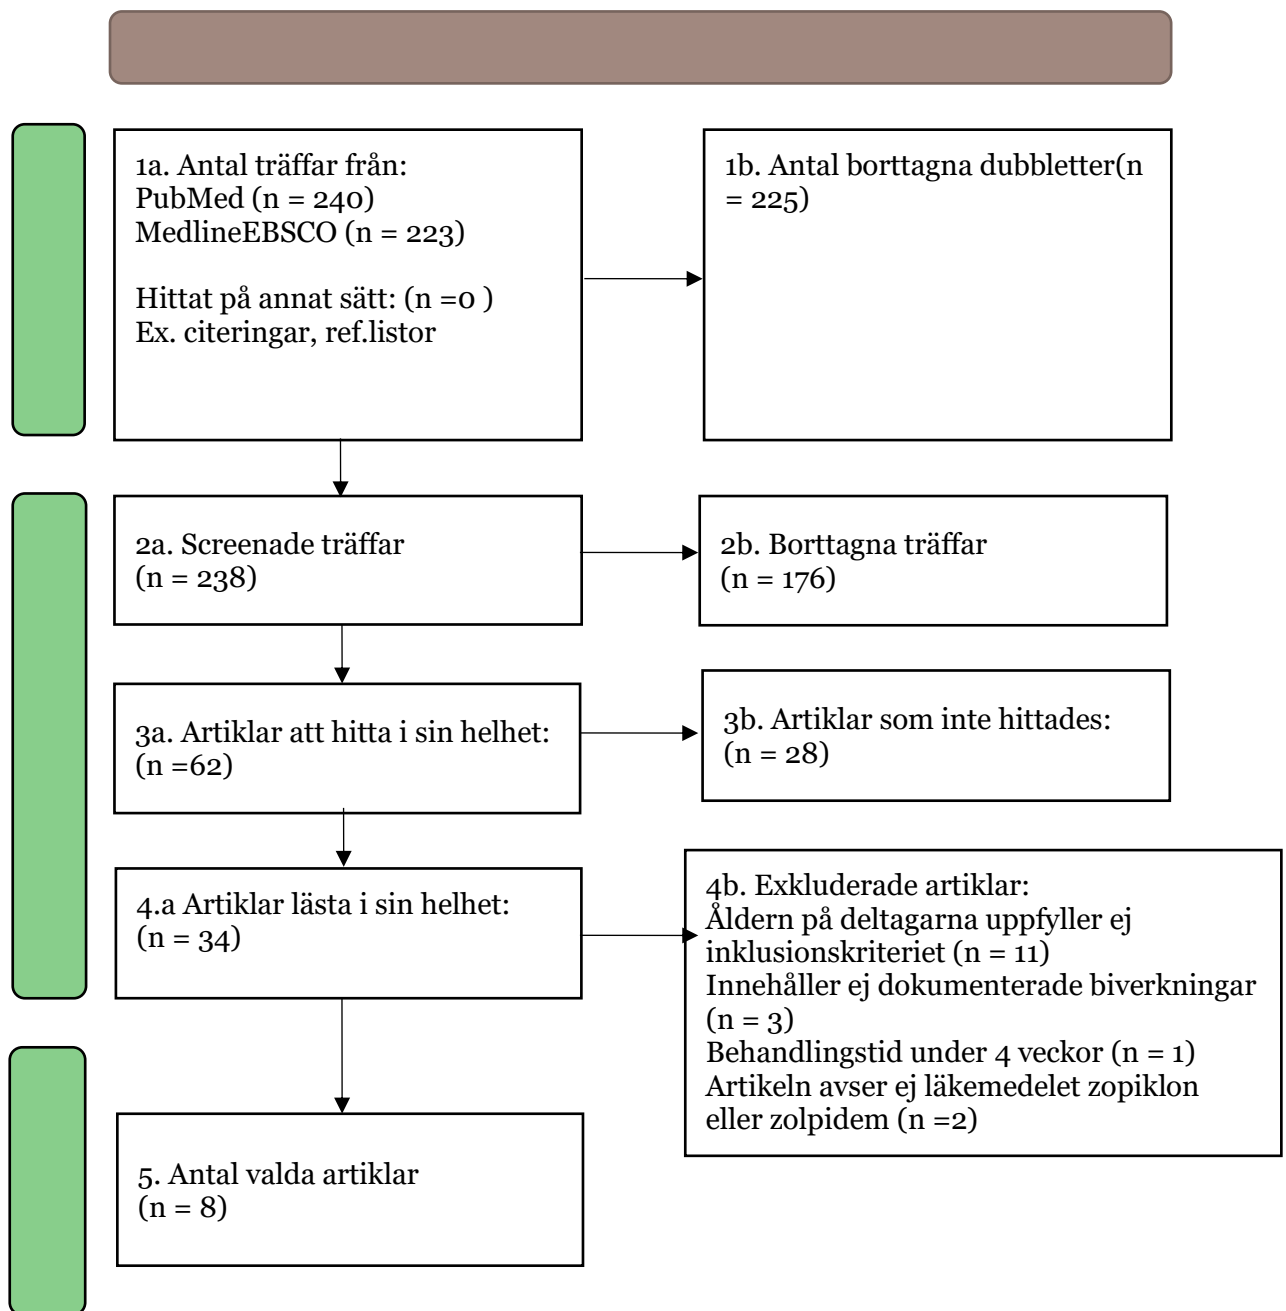 1a. Antal träffar från:
PubMed (n = 240)
MedlineEBSCO (n = 223)
Hittat på annat sätt: (n =0 )
Ex. citeringar, ref.listor
1b. Antal borttagna dubbletter(n
= 225)
2a. Screenade träffar
(n = 238)
2b. Borttagna träffar
(n = 176)
3a. Artiklar att hitta i sin helhet:
(n =62)
3b. Artiklar som inte hittades:
(n = 28)
4.a Artiklar lästa i sin helhet:
(n = 34)
4b. Exkluderade artiklar:
Åldern på deltagarna uppfyller ej
inklusionskriteriet (n = 11)
Innehåller ej dokumenterade biverkningar
(n = 3)
Behandlingstid under 4 veckor (n = 1)
Artikeln avser ej läkemedelet zopiklon
eller zolpidem (n =2)
5. Antal valda artiklar
(n = 8)